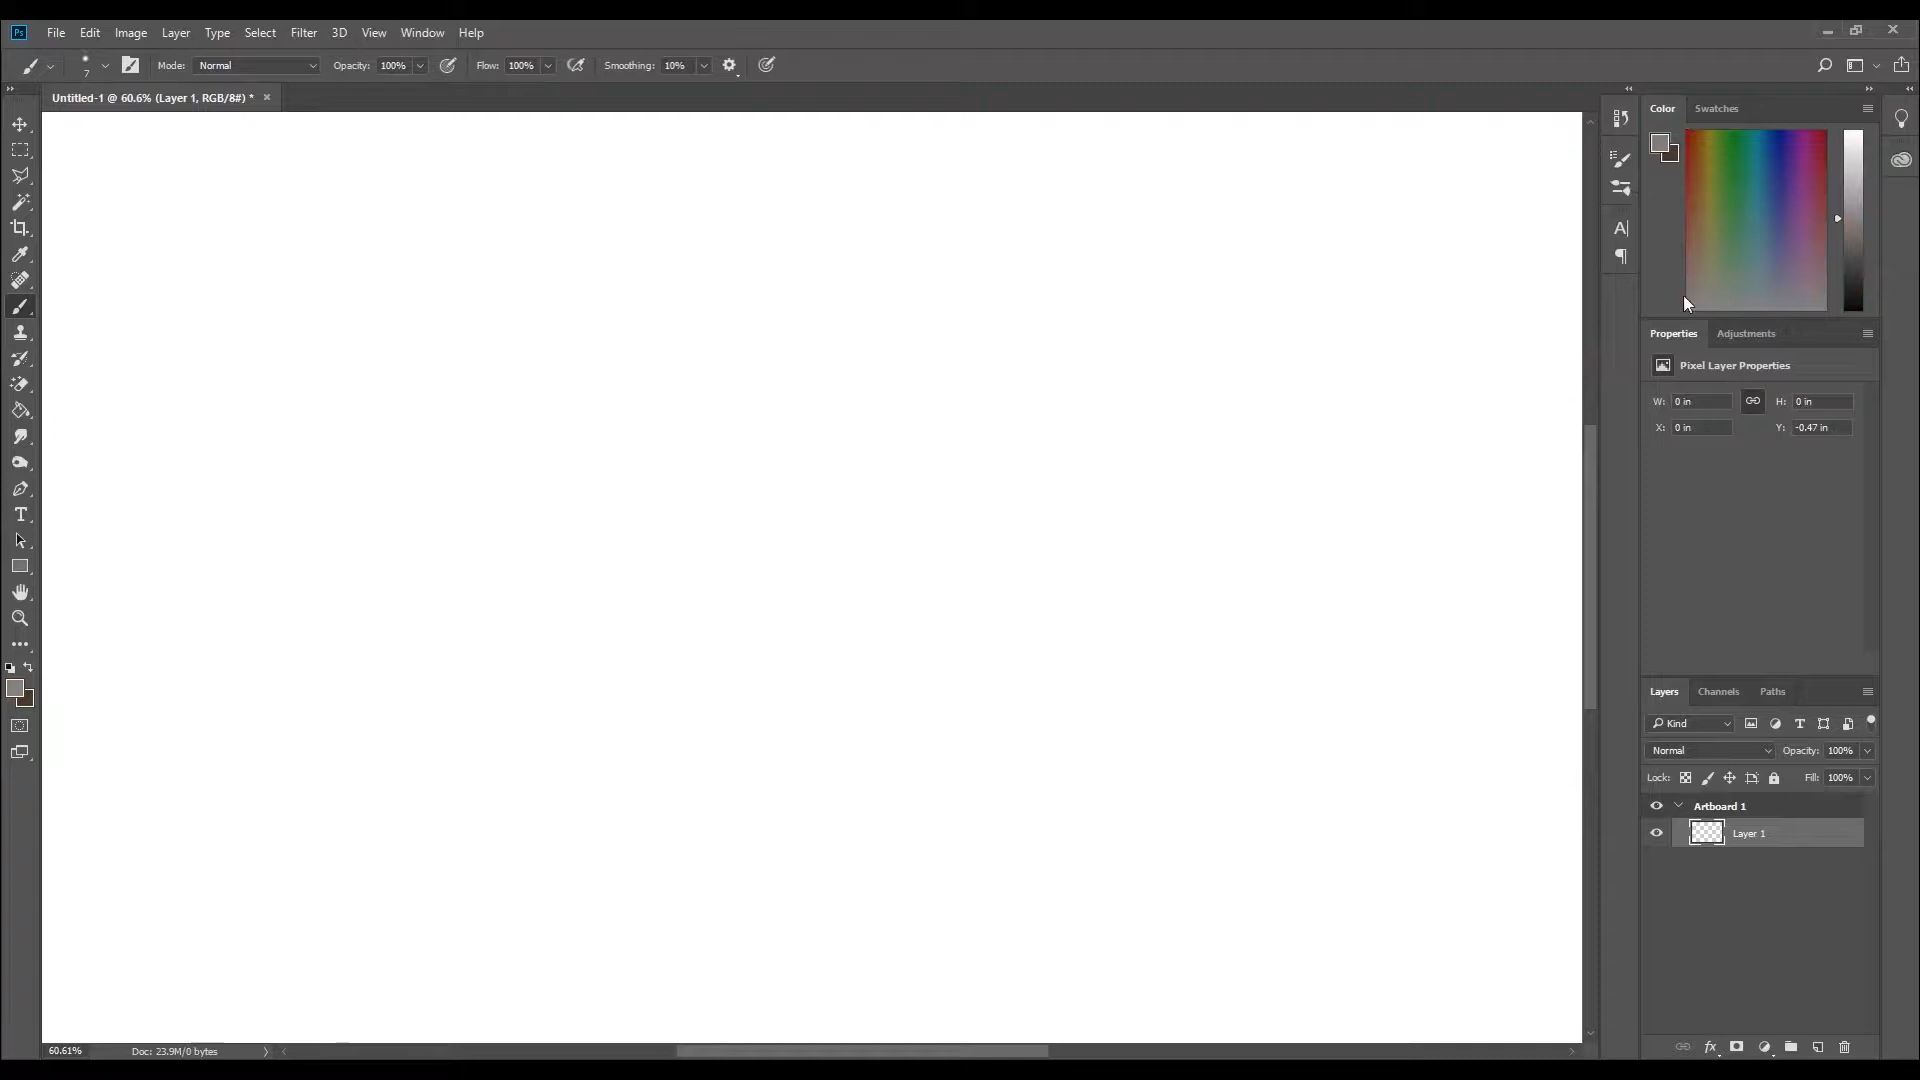 Ps File Edit Image Layer Type Select Filter 3D View Window Help
7 Mode: Normal Opacity: 100% Flow: 100% Smoothing: 10%
Untitled-1 @ 60.6% (Layer 1, RGB/8#) *
Color Swatches
Properties Adjustments
Pixel Layer Properties
W: 0 in H: 0 in
X: 0 in Y: -0.47 in
Layers Channels Paths
Kind
Normal Opacity: 100%
Lock: Fill: 100%
Artboard 1
Layer 1
60.61% Doc: 23.9M/0 bytes